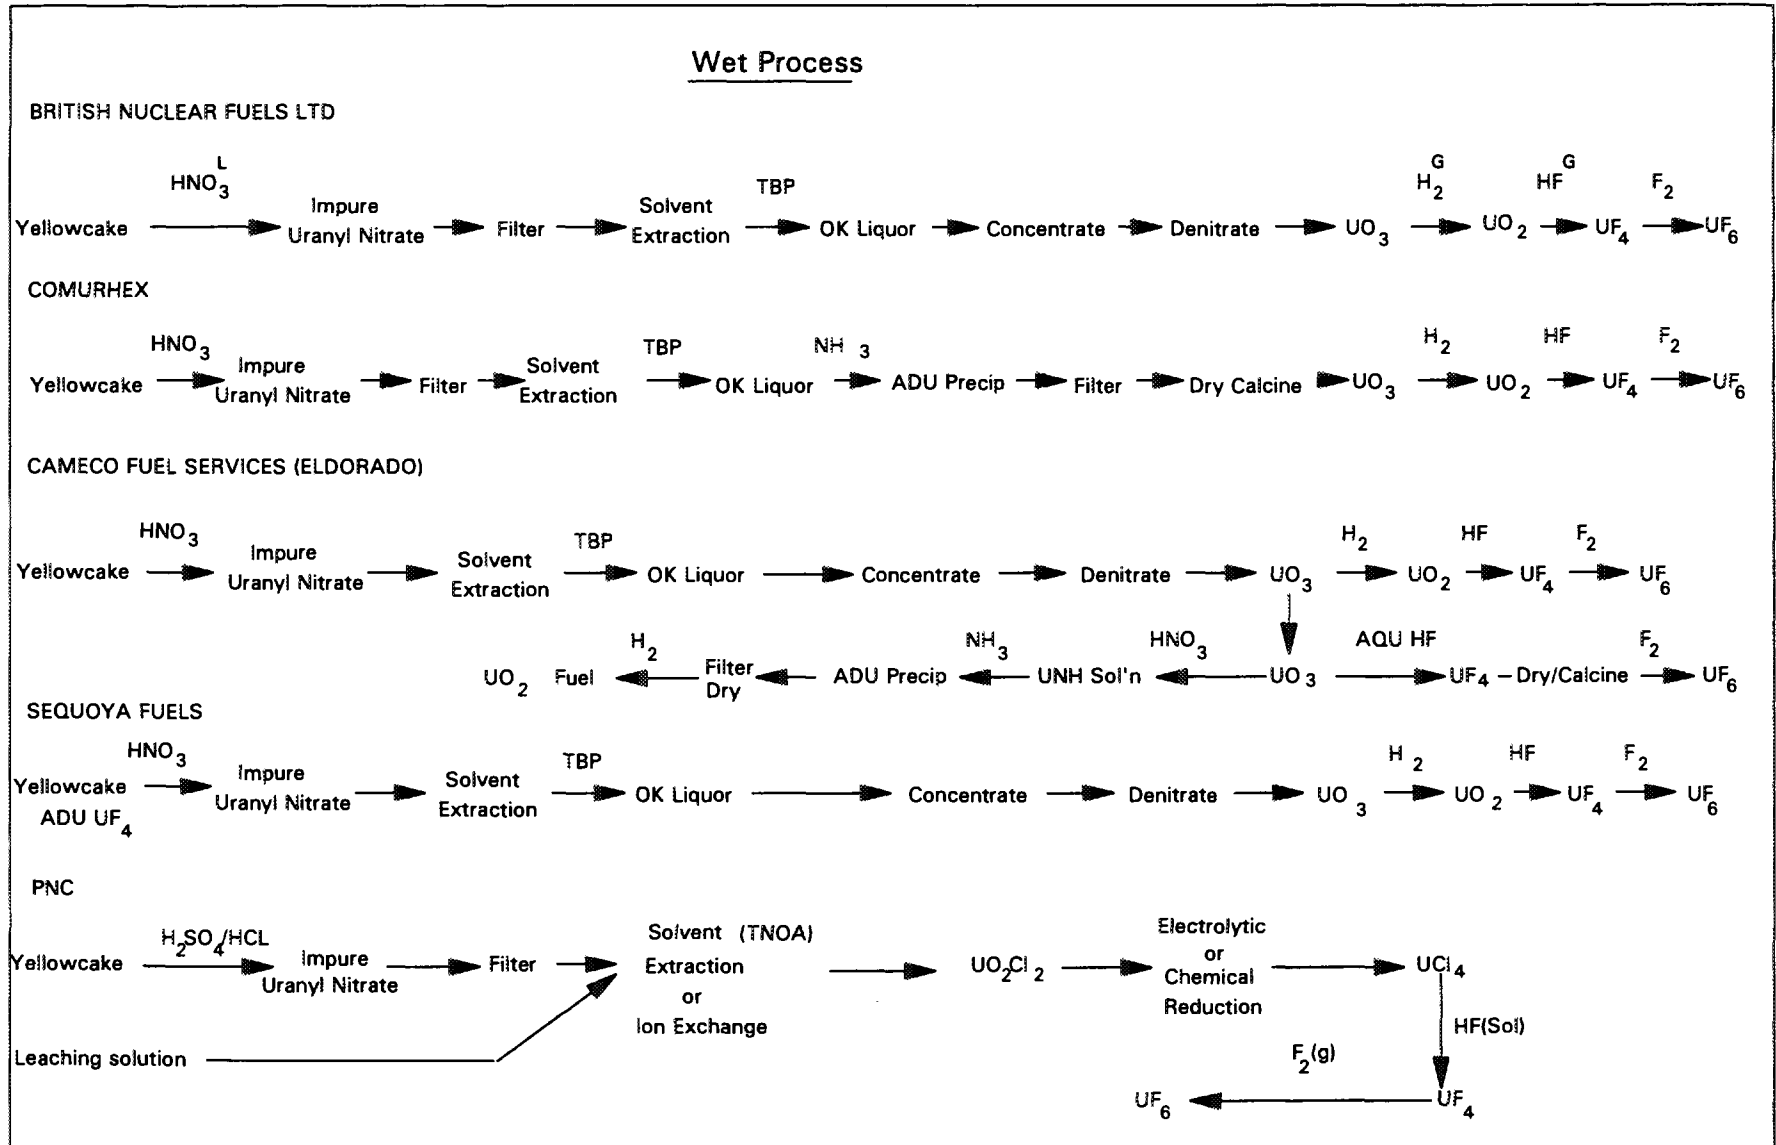 Wet Process
BRITISH NUCLEAR FUELS LTD
HNO3 L TBP H2 G HF G F2
Yellowcake Impure Uranyl Nitrate Filter Solvent Extraction OK Liquor Concentrate Denitrate UO3 UO2 UF4 UF6
COMURHEX
HNO3 TBP NH3 H2 HF F2
Yellowcake Impure Uranyl Nitrate Filter Solvent Extraction OK Liquor ADU Precip Filter Dry Calcine UO3 UO2 UF4 UF6
CAMECO FUEL SERVICES (ELDORADO)
HNO3 TBP H2 HF F2
Yellowcake Impure Uranyl Nitrate Solvent Extraction OK Liquor Concentrate Denitrate UO3 UO2 UF4 UF6
H2 NH3 HNO3 AQU HF F2
UO2 Fuel Filter Dry ADU Precip UNH Sol'n UO3 UF4 – Dry/Calcine UF6
SEQUOYA FUELS
HNO3 TBP H2 HF F2
Yellowcake Impure Uranyl Nitrate Solvent Extraction OK Liquor Concentrate Denitrate UO3 UO2 UF4 UF6
ADU UF4
PNC
H2SO4/HCL
Yellowcake Impure Uranyl Nitrate Filter
Solvent (TNOA)
Extraction
or
Ion Exchange
UO2Cl2
Electrolytic
or
Chemical
Reduction
UCl4
HF(Sol)
Leaching solution
F2(g)
UF6 UF4